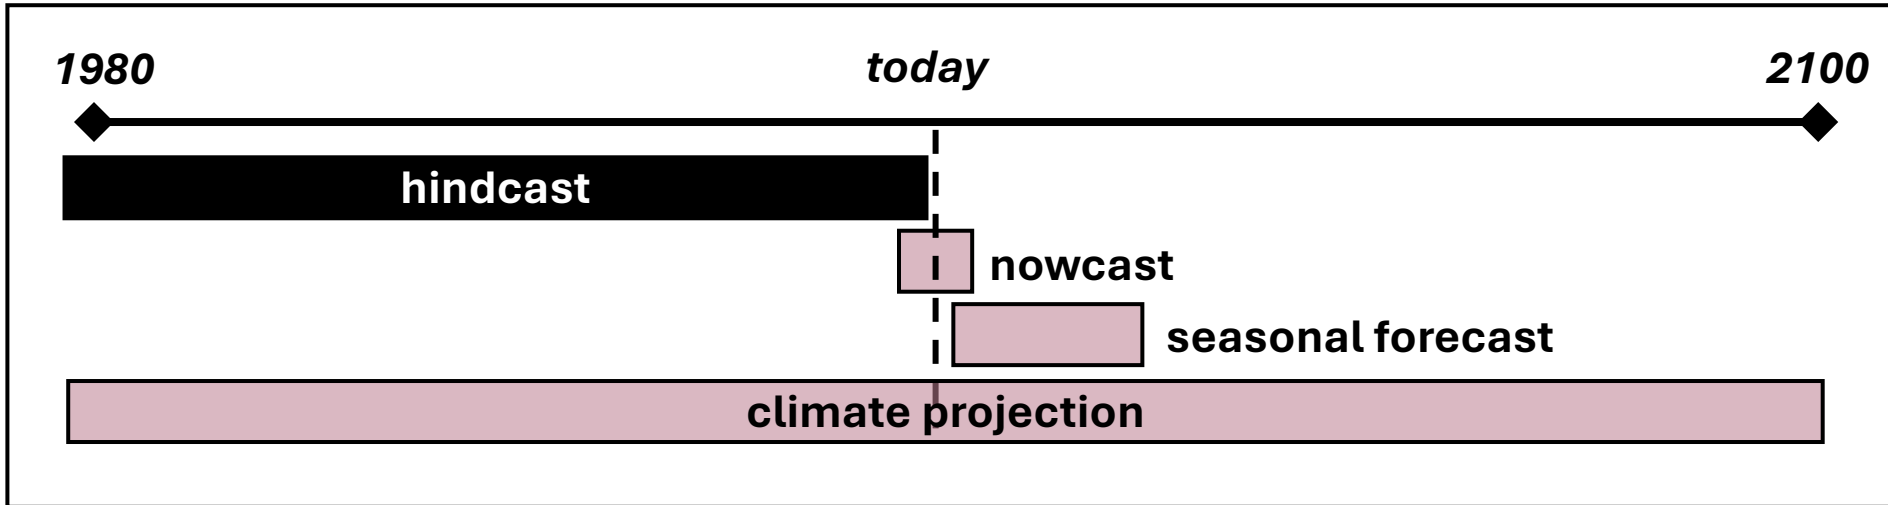 1980 today 2100
hindcast
nowcast
seasonal forecast
climate projection